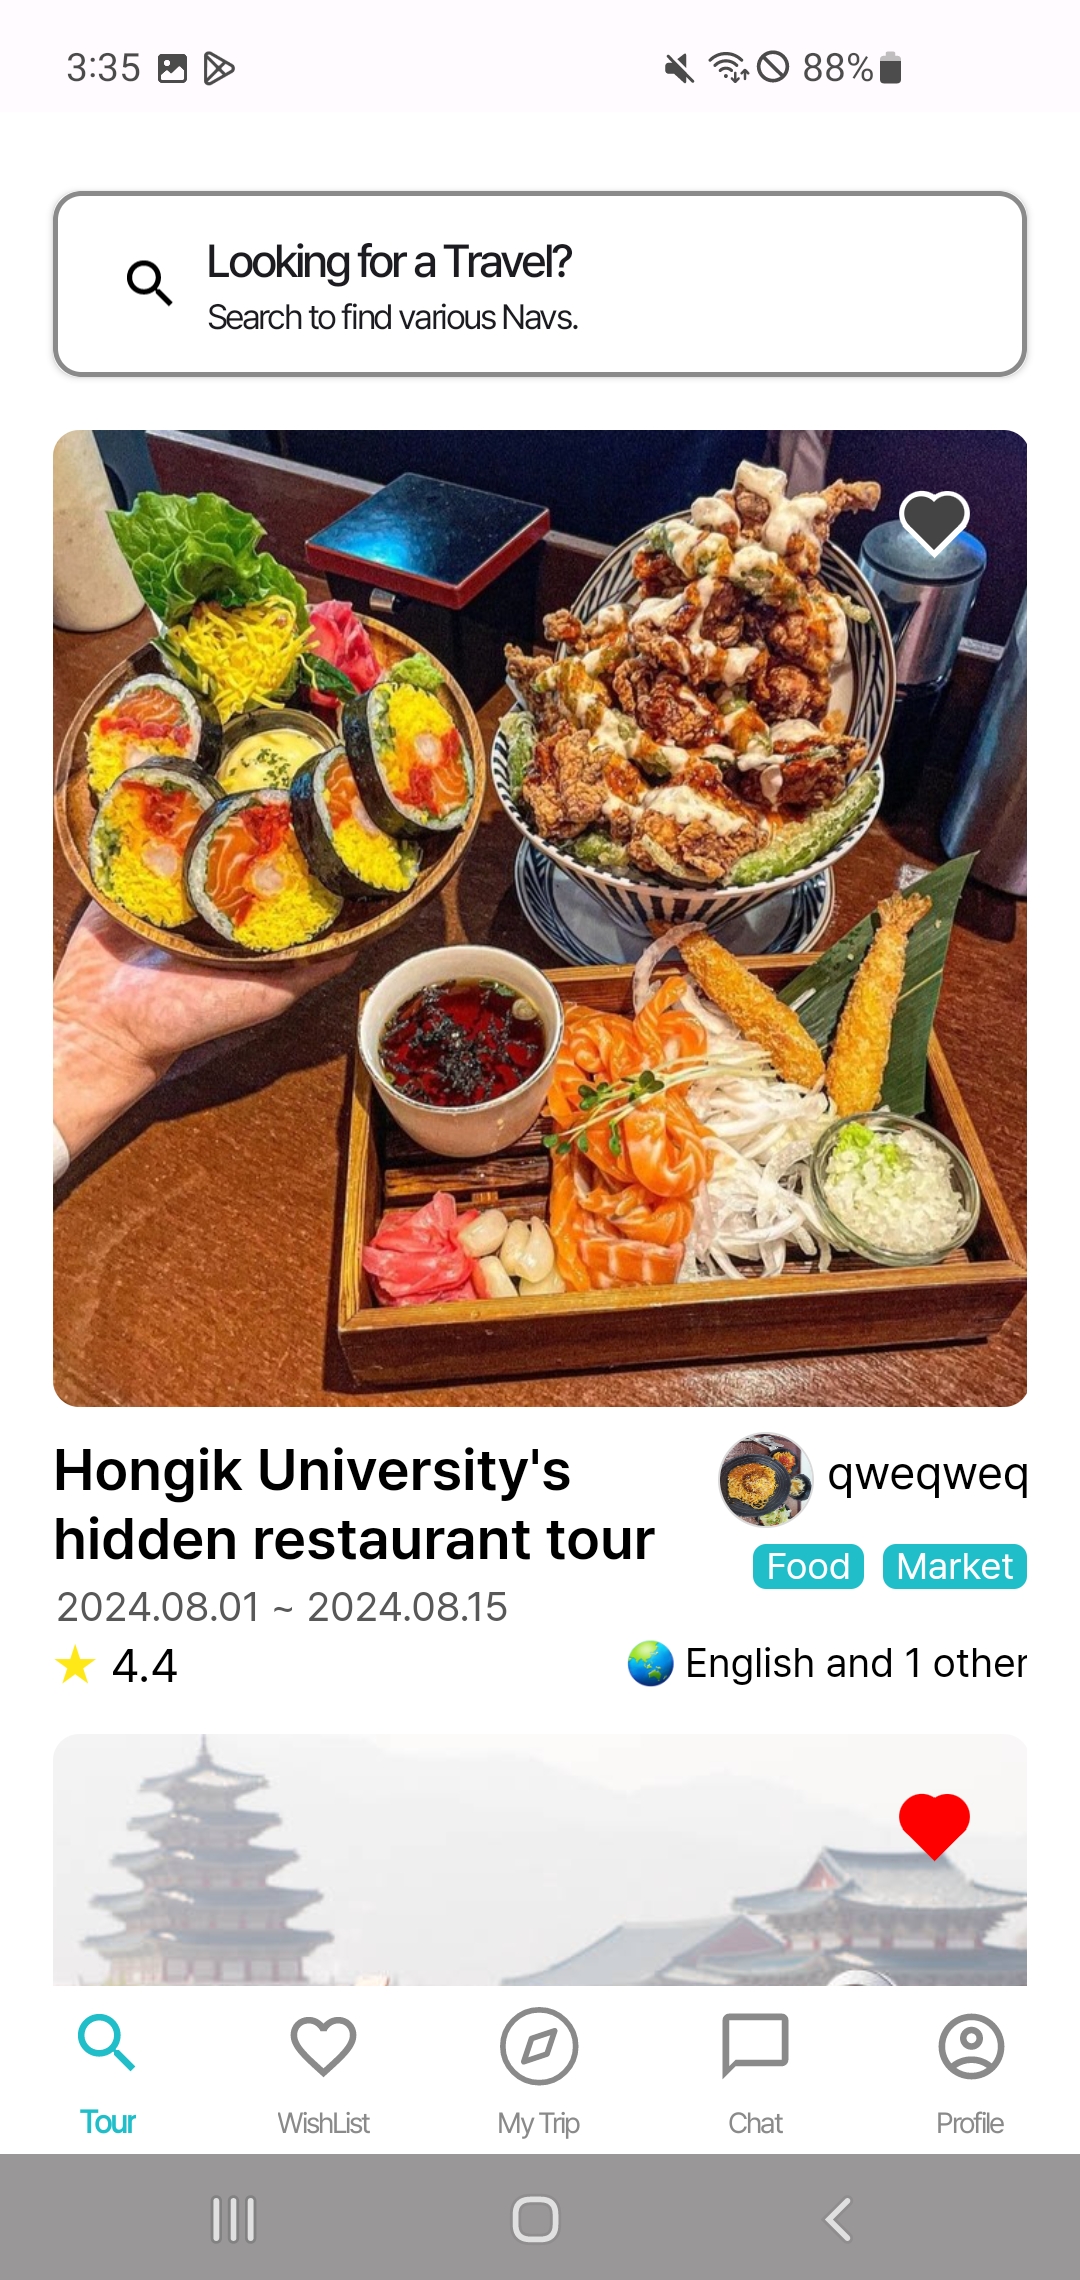 3:35
88%
Looking for a Travel?
Search to find various Navs.
Hongik University's
hidden restaurant tour
qweqweq
Food Market
2024.08.01 ~ 2024.08.15
4.4
English and 1 other
Tour
WishList
My Trip
Chat
Profile